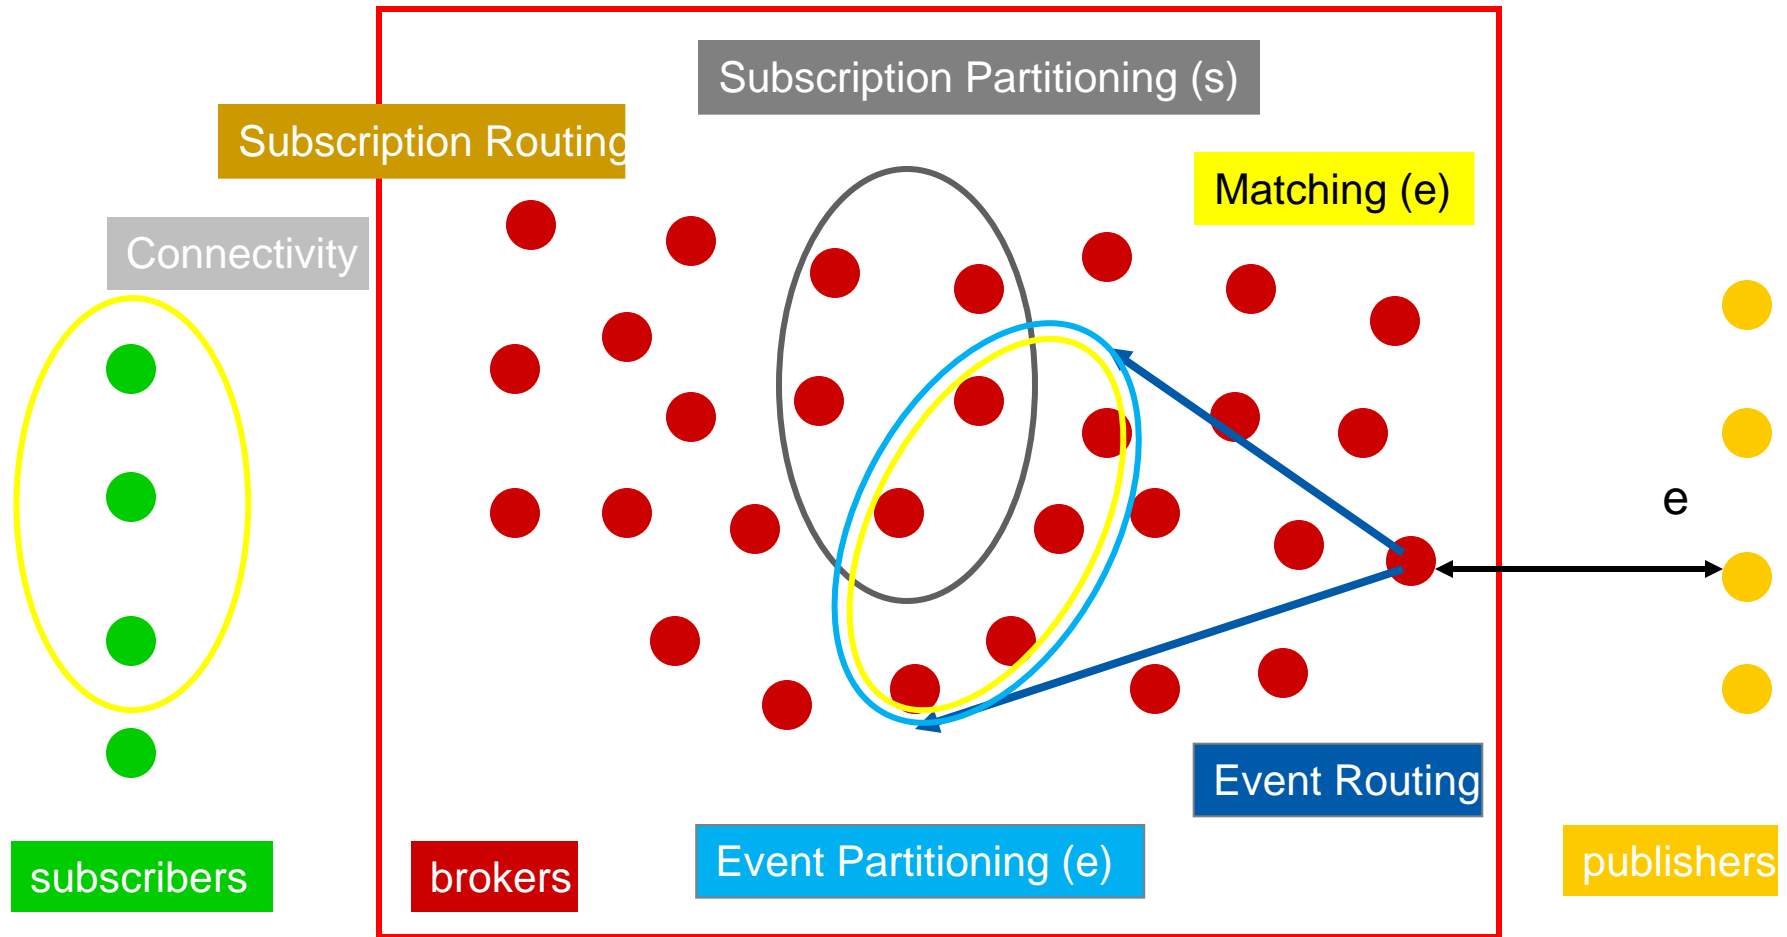 Subscription Partitioning (s)
Subscription Routing
Matching (e)
Connectivity
e
Event Routing
Event Partitioning (e)
subscribers
brokers
publishers